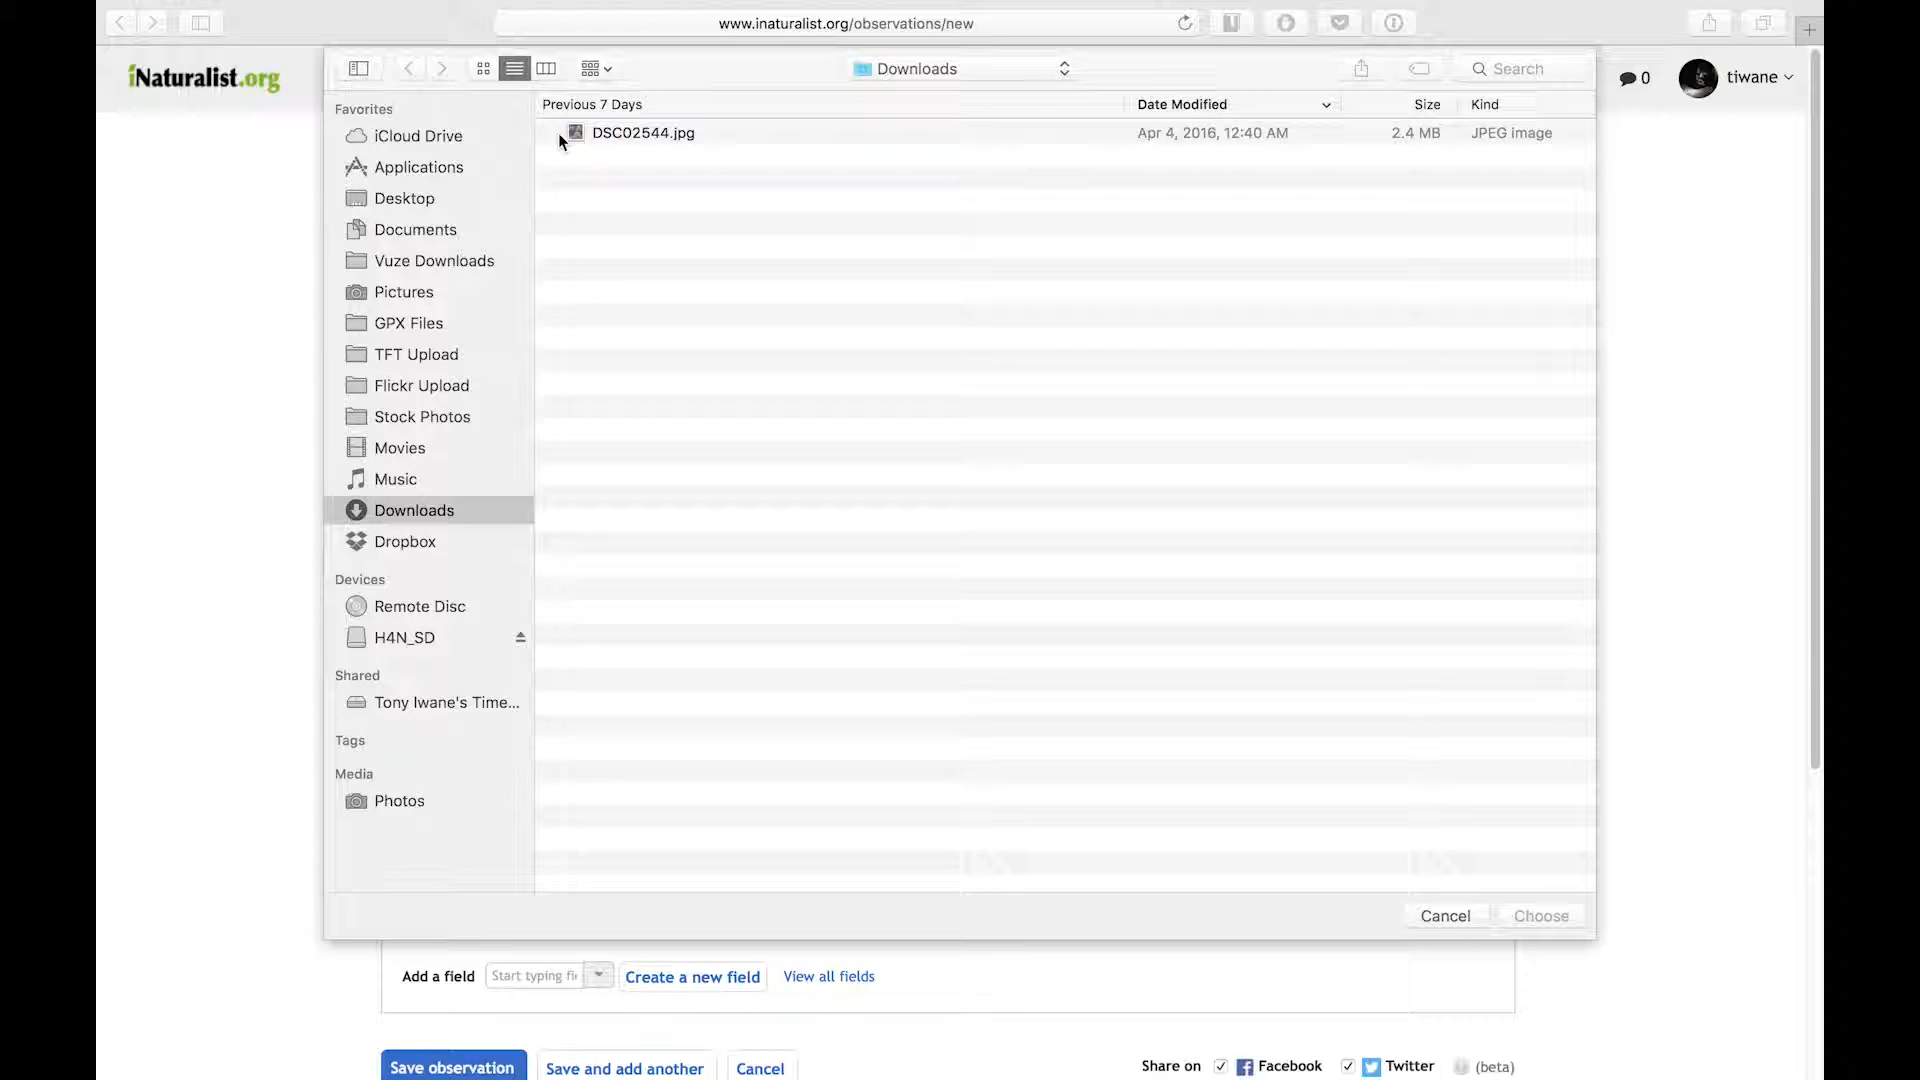 www.inaturalist.org/observations/new
iNaturalist.org
Downloads
Search
0
tiwane
Favorites
iCloud Drive
Applications
Desktop
Documents
Vuze Downloads
Pictures
GPX Files
TFT Upload
Flickr Upload
Stock Photos
Movies
Music
Downloads
Dropbox
Devices
Remote Disc
H4N_SD
Shared
Tony Iwane's Time...
Tags
Media
Photos
Previous 7 Days Date Modified Size Kind
DSC02544.jpg Apr 4, 2016, 12:40 AM 2.4 MB JPEG image
Cancel Choose
Add a field Start typing fi Create a new field View all fields
Save observation Save and add another Cancel Share on Facebook Twitter (beta)